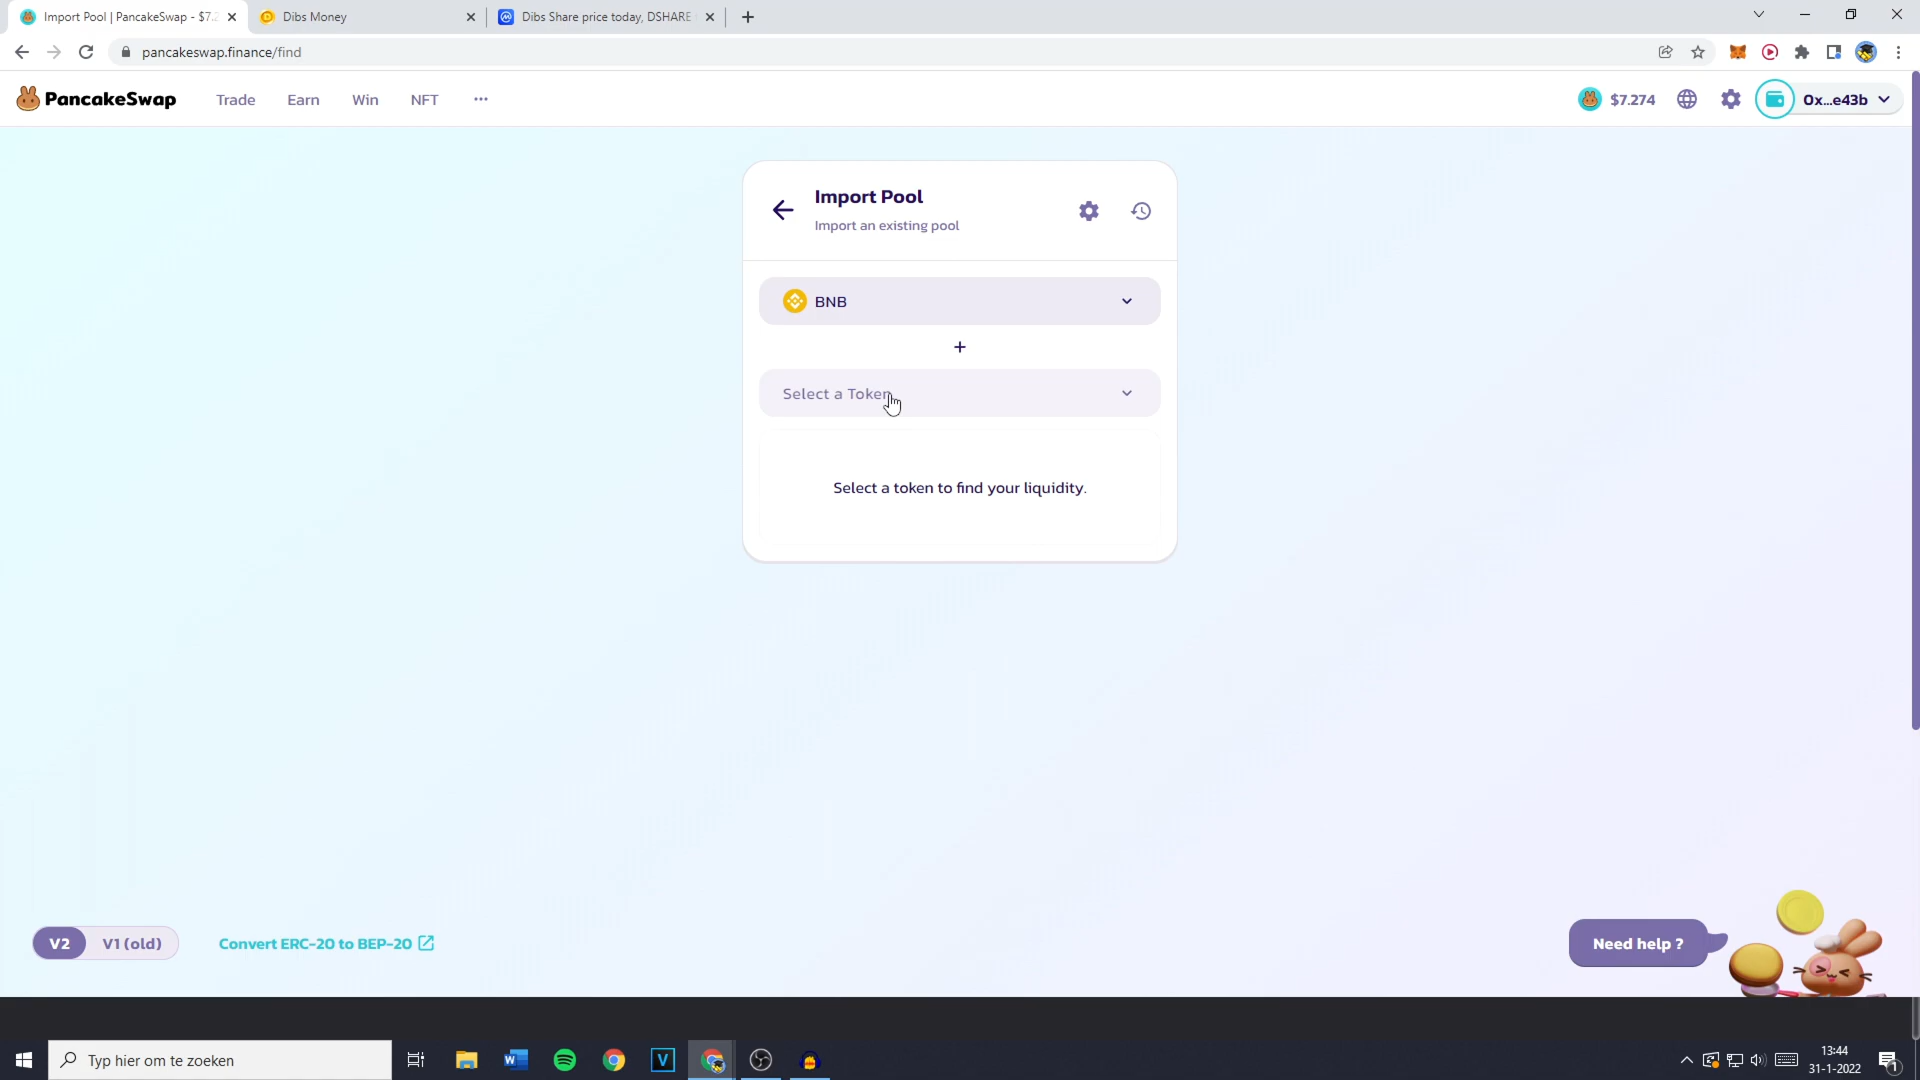 Import Pool | PancakeSwap - $7.2
Dibs Money
Dibs Share price today, DSHARE
pancakeswap.finance/find
PancakeSwap
Trade
Earn
Win
NFT
$7.274
0x...e43b
Import Pool
Import an existing pool
BNB
+
Select a Token
Select a token to find your liquidity.
V2
V1 (old)
Convert ERC-20 to BEP-20
Need help ?
Typ hier om te zoeken
13:44
31-1-2022
1